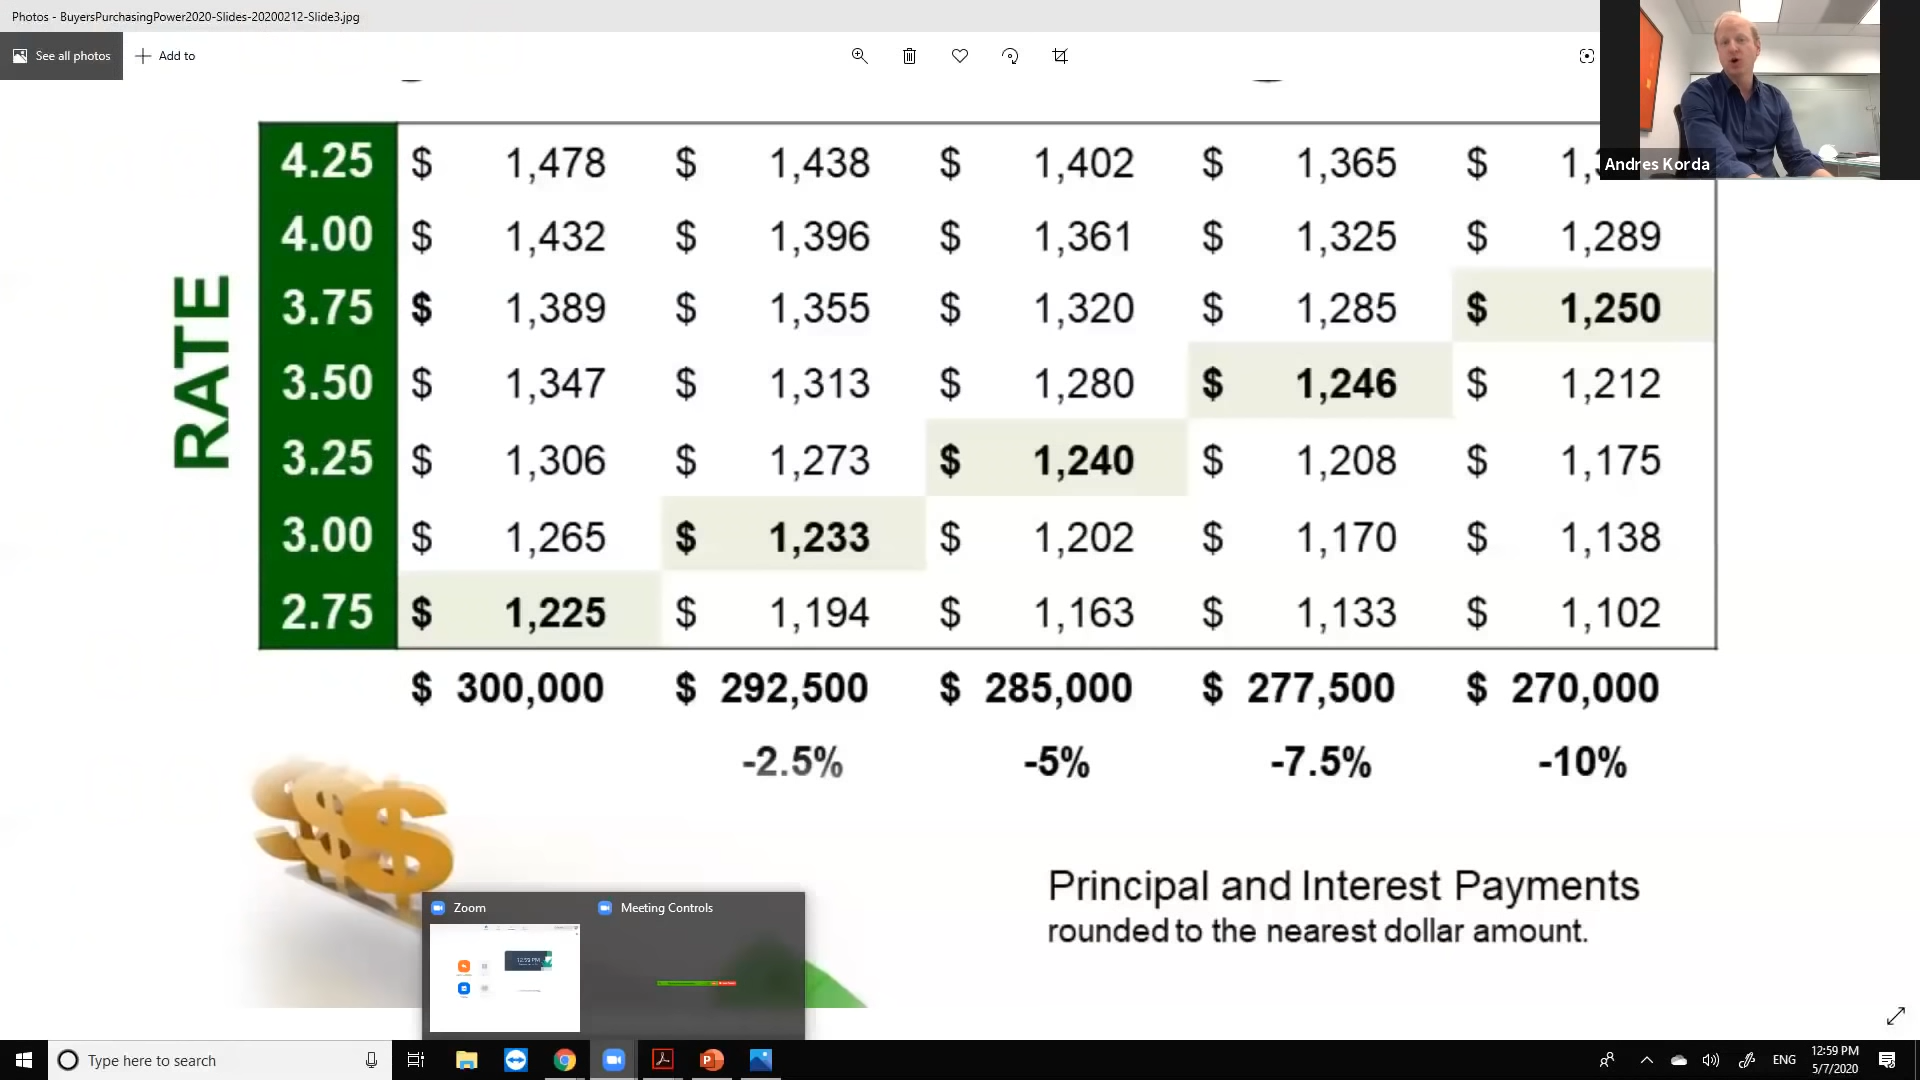 Photos - BuyersPurchasingPower2020-Slides-20200212-Slide3.jpg
See all photos
Add to
Andres Korda
RATE
4.25 $ 1,478 $ 1,438 $ 1,402 $ 1,365 $
4.00 $ 1,432 $ 1,396 $ 1,361 $ 1,325 $ 1,289
3.75 $ 1,389 $ 1,355 $ 1,320 $ 1,285 $ 1,250
3.50 $ 1,347 $ 1,313 $ 1,280 $ 1,246 $ 1,212
3.25 $ 1,306 $ 1,273 $ 1,240 $ 1,208 $ 1,175
3.00 $ 1,265 $ 1,233 $ 1,202 $ 1,170 $ 1,138
2.75 $ 1,225 $ 1,194 $ 1,163 $ 1,133 $ 1,102
$ 300,000 $ 292,500 $ 285,000 $ 277,500 $ 270,000
-2.5% -5% -7.5% -10%
Principal and Interest Payments
rounded to the nearest dollar amount.
Zoom
Meeting Controls
12:59 PM
Type here to search
ENG
12:59 PM
5/7/2020